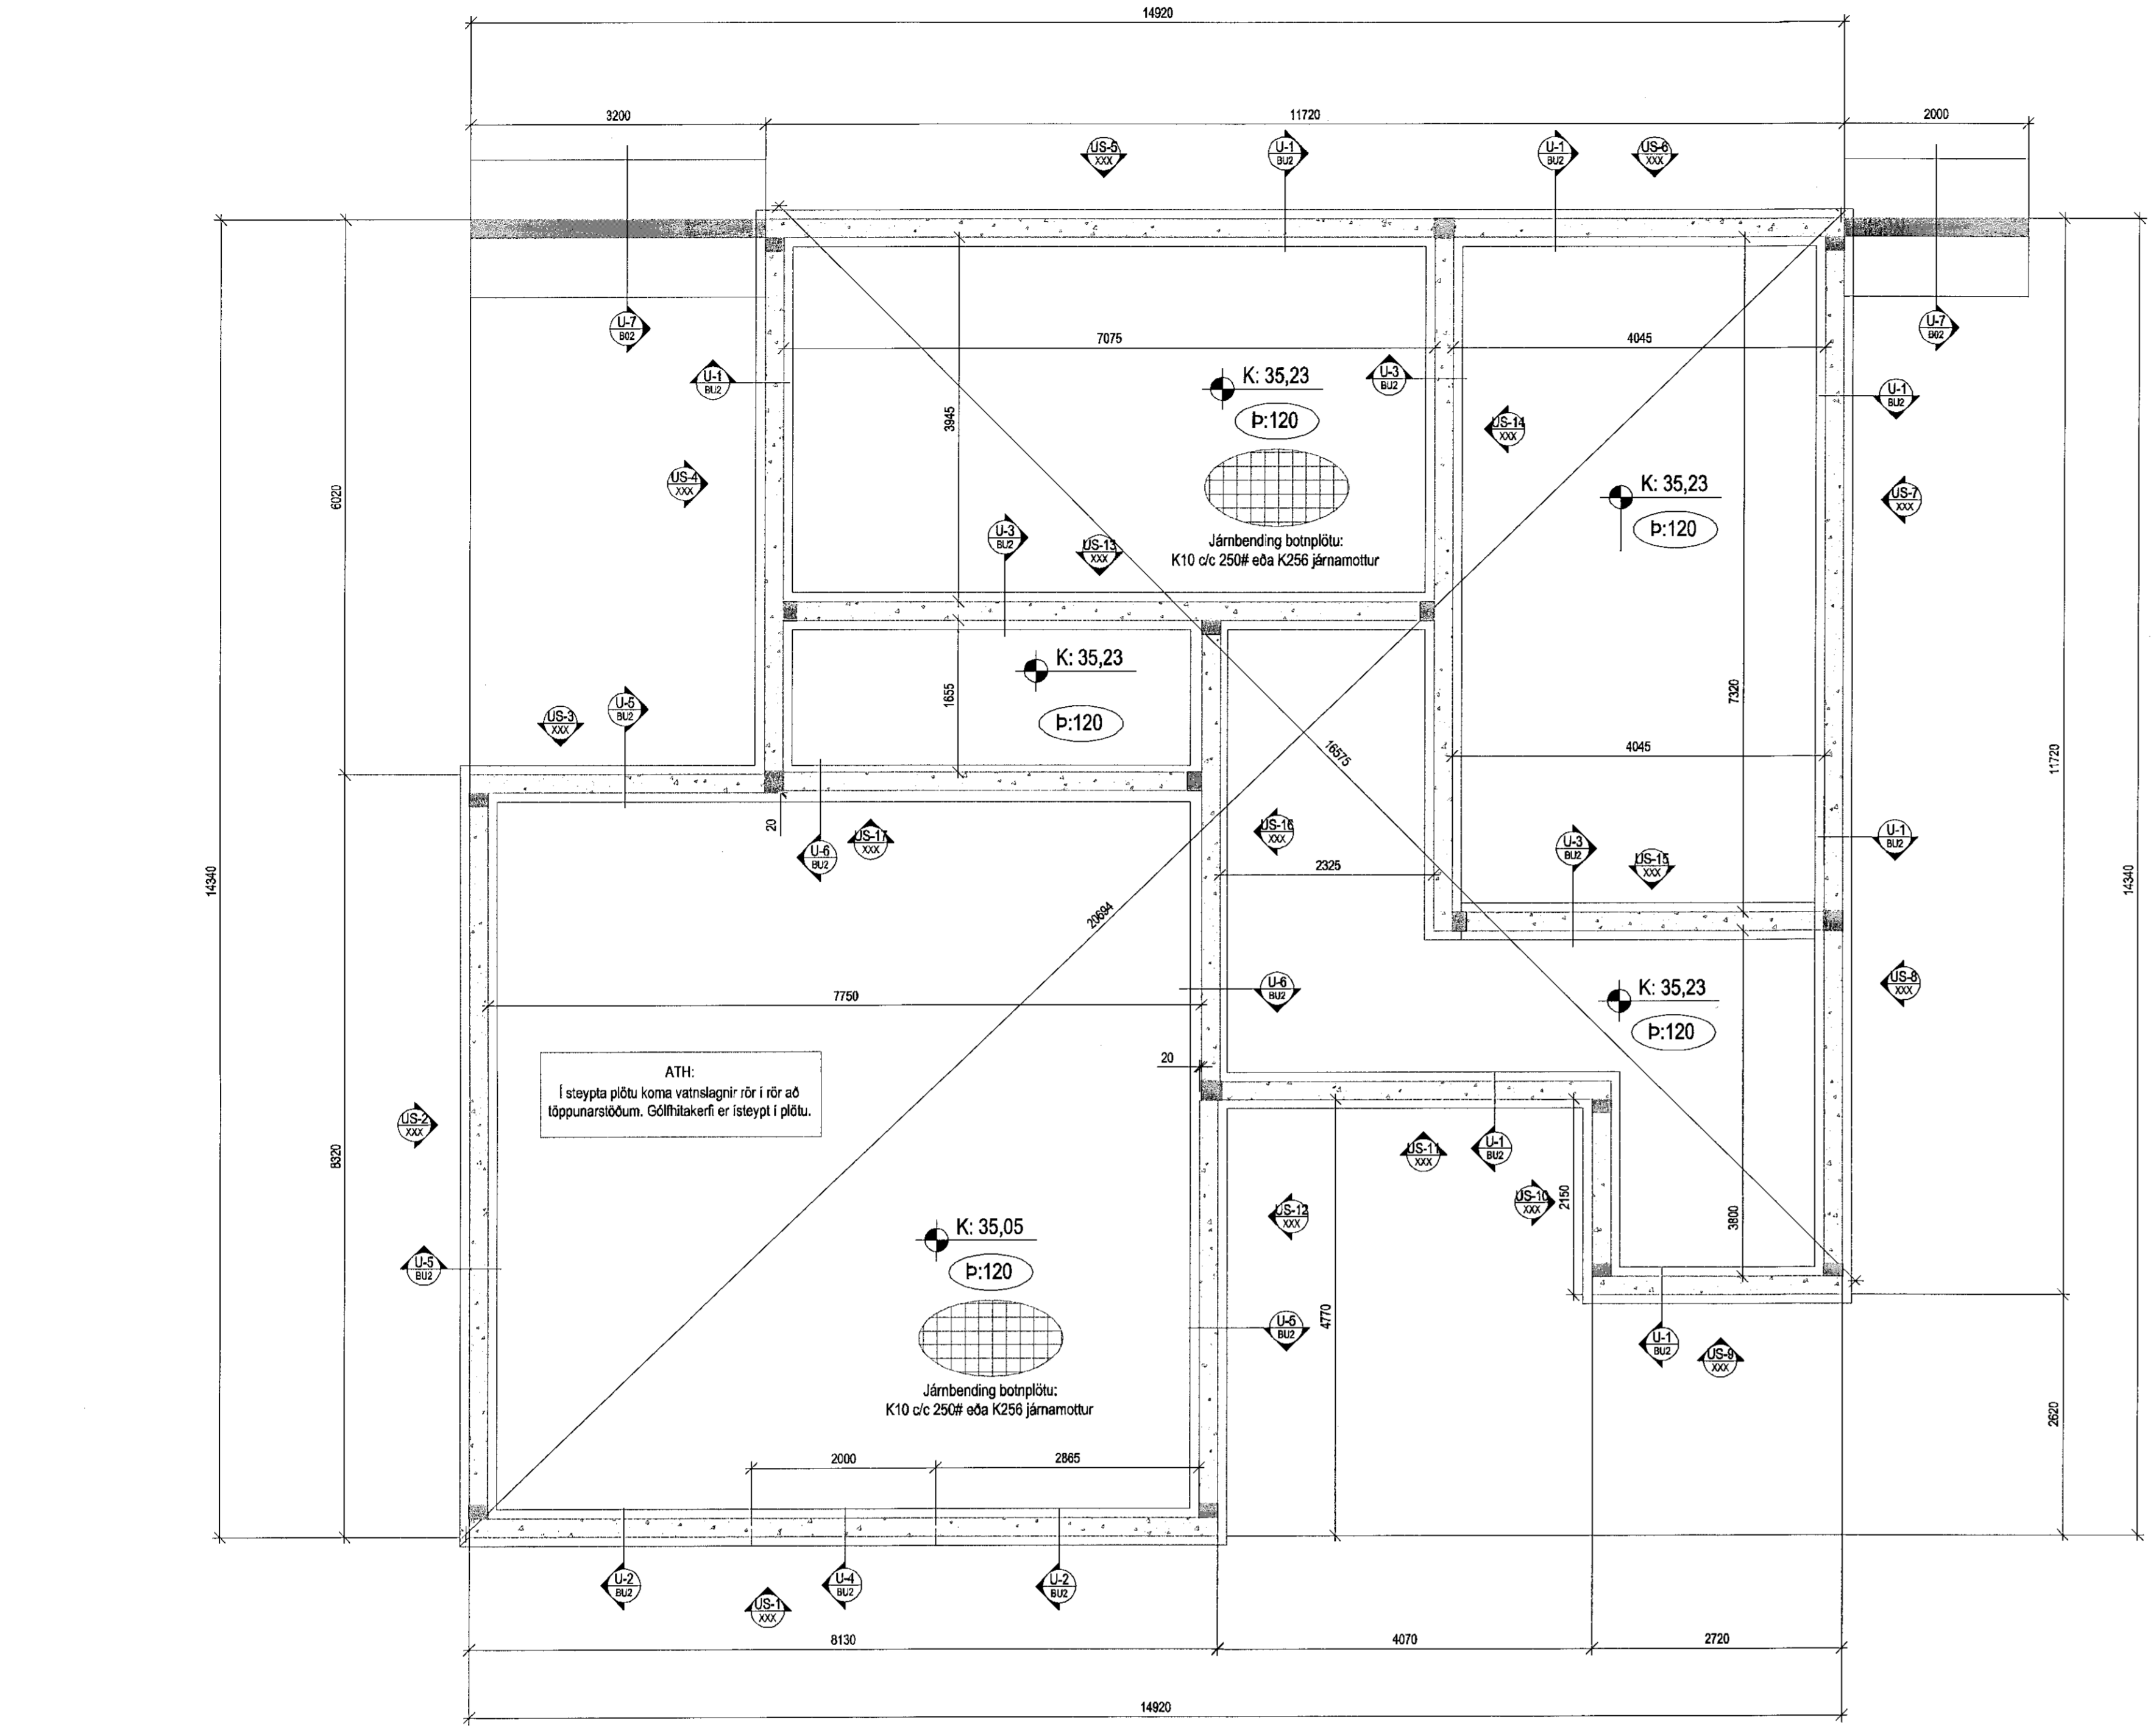 14920
3200
11720
2000
US-5
XXX
U-1
BU2
U-1
BU2
US-6
XXX
U-7
B02
U-7
B02
7075
4045
U-1
BU2
K: 35,23
U-3
BU2
U-1
BU2
Þ:120
3945
US-14
XXX
US-4
XXX
K: 35,23
US-7
XXX
6020
Þ:120
U-3
BU2
US-13
XXX
Járnbending botnplötu:
K10 c/c 250# eða K256 járnamottur
K: 35,23
1655
7320
US-3
XXX
U-5
BU2
Þ:120
16575
4045
11720
20
US-17
XXX
U-6
BU2
US-16
XXX
U-3
BU2
US-15
XXX
U-1
BU2
2325
14340
14340
20694
7750
U-6
BU2
K: 35,23
US-8
XXX
Þ:120
20
ATH:
Í steypta plötu koma vatnslagnir rör í rör að
töppunarstöðum. Gólfhitakerfi er ísteypt í plötu.
US-2
XXX
8320
US-11
XXX
U-1
BU2
US-10
XXX
2150
US-12
XXX
3800
K: 35,05
U-5
BU2
Þ:120
4770
U-5
BU2
U-1
BU2
US-9
XXX
Járnbending botnplötu:
K10 c/c 250# eða K256 járnamottur
2620
2000
2865
U-2
BU2
U-4
BU2
U-2
BU2
US-1
XXX
8130
4070
2720
14920